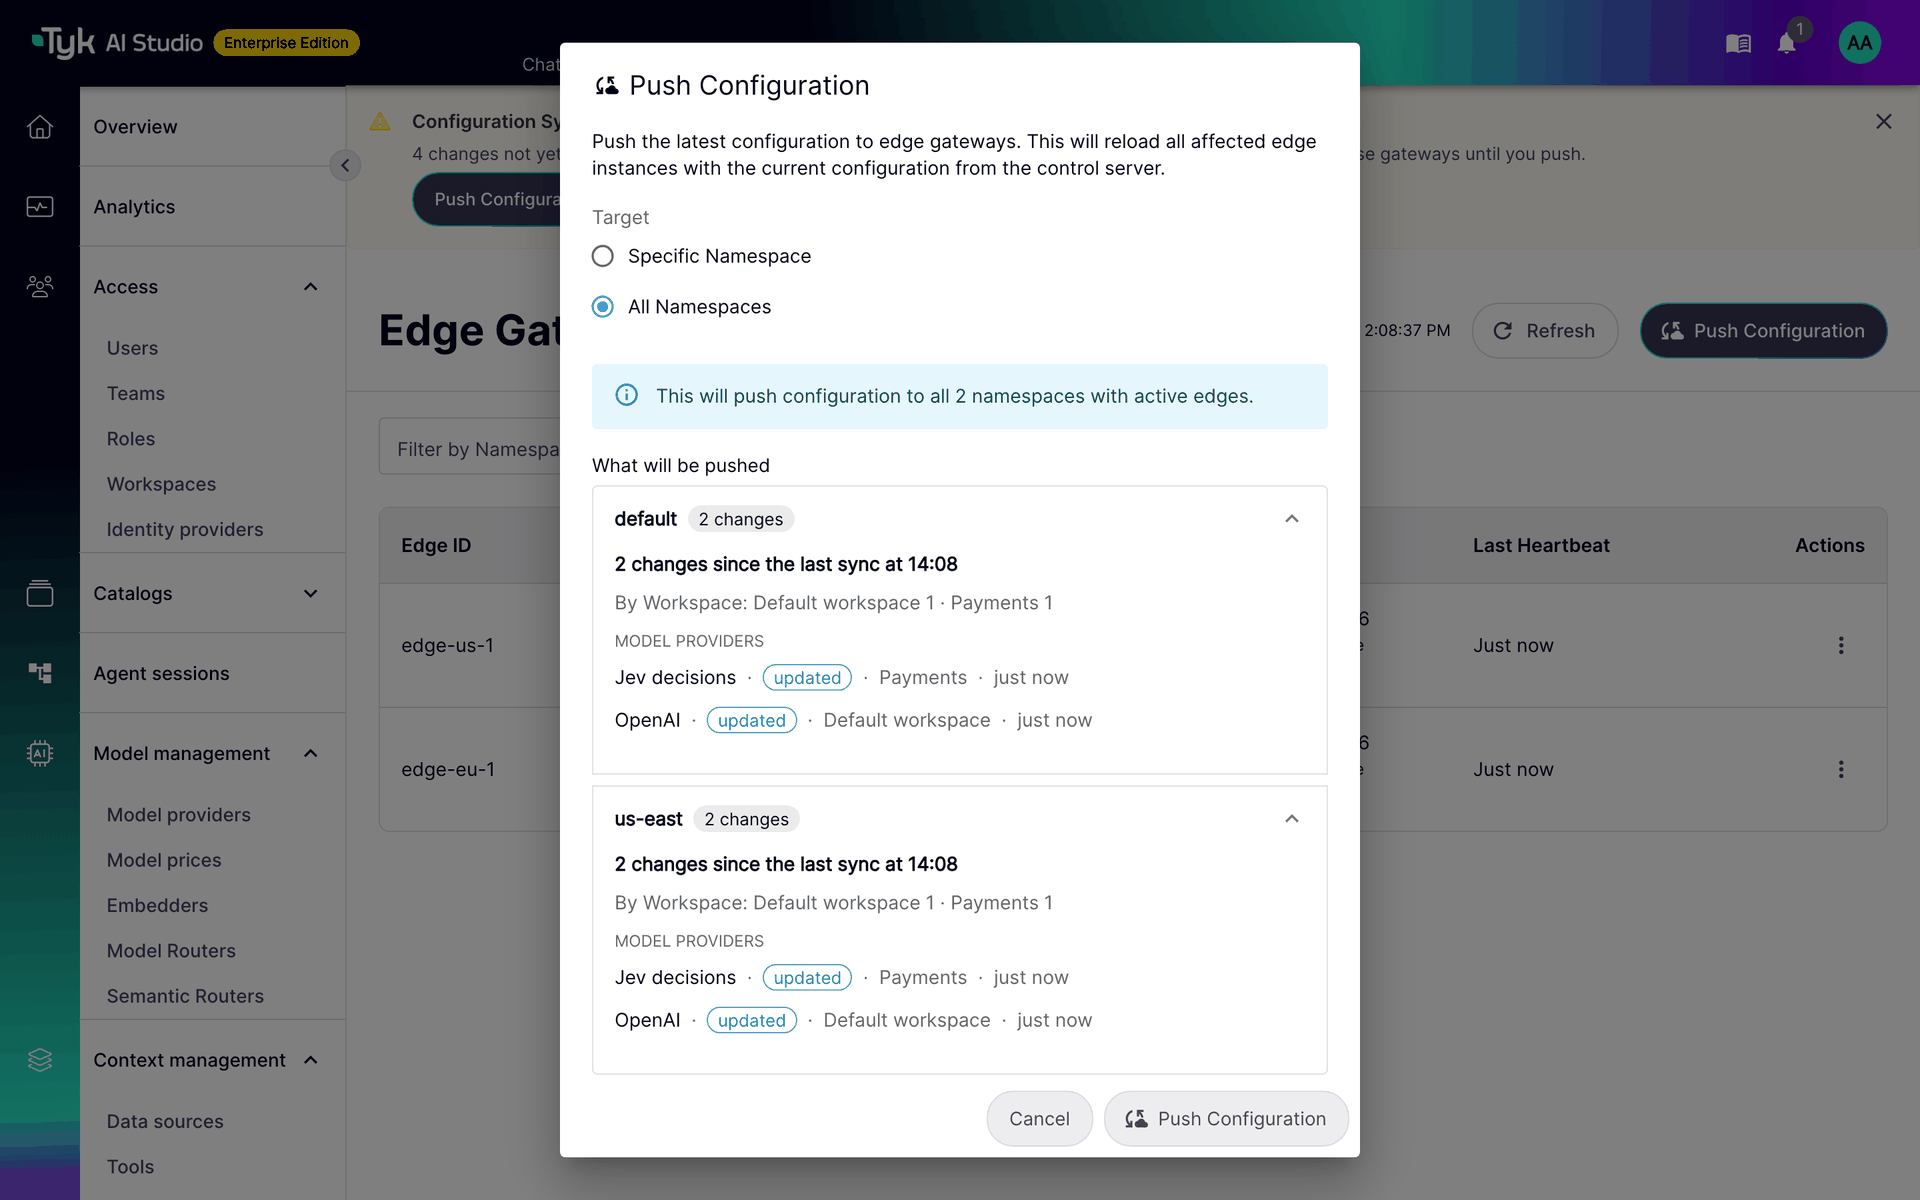 Tyk AI Studio Enterprise Edition
Chat
1
AA
Overview
Analytics
Access
Users
Teams
Roles
Workspaces
Identity providers
Catalogs
Agent sessions
Model management
Model providers
Model prices
Embedders
Model Routers
Semantic Routers
Context management
Data sources
Tools
AI
Configuration Sy
4 changes not yet
se gateways until you push.
Push Configura
Edge Gat
2:08:37 PM
Refresh
Push Configuration
Filter by Namespa
Edge ID
Last Heartbeat
Actions
edge-us-1
6
e
Just now
edge-eu-1
6
e
Just now
Push Configuration
Push the latest configuration to edge gateways. This will reload all affected edge
instances with the current configuration from the control server.
Target
Specific Namespace
All Namespaces
This will push configuration to all 2 namespaces with active edges.
What will be pushed
default 2 changes
2 changes since the last sync at 14:08
By Workspace: Default workspace 1 · Payments 1
MODEL PROVIDERS
Jev decisions · updated · Payments · just now
OpenAI · updated · Default workspace · just now
us-east 2 changes
2 changes since the last sync at 14:08
By Workspace: Default workspace 1 · Payments 1
MODEL PROVIDERS
Jev decisions · updated · Payments · just now
OpenAI · updated · Default workspace · just now
Cancel
Push Configuration